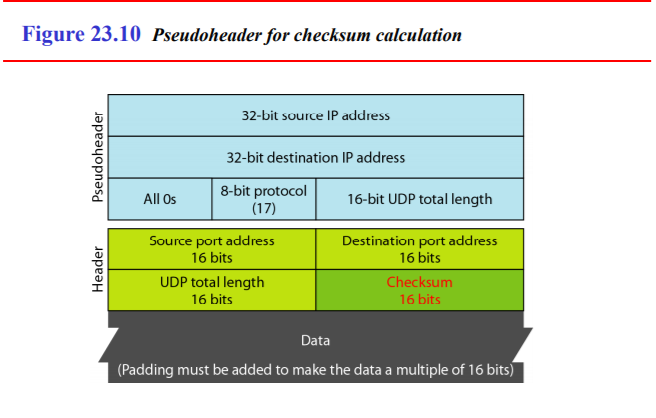 Figure 23.10 Pseudoheader for checksum calculation
Pseudoheader
32-bit source IP address
32-bit destination IP address
All 0s
8-bit protocol
(17)
16-bit UDP total length
Header
Source port address
16 bits
Destination port address
16 bits
UDP total length
16 bits
Checksum
16 bits
Data
(Padding must be added to make the data a multiple of 16 bits)